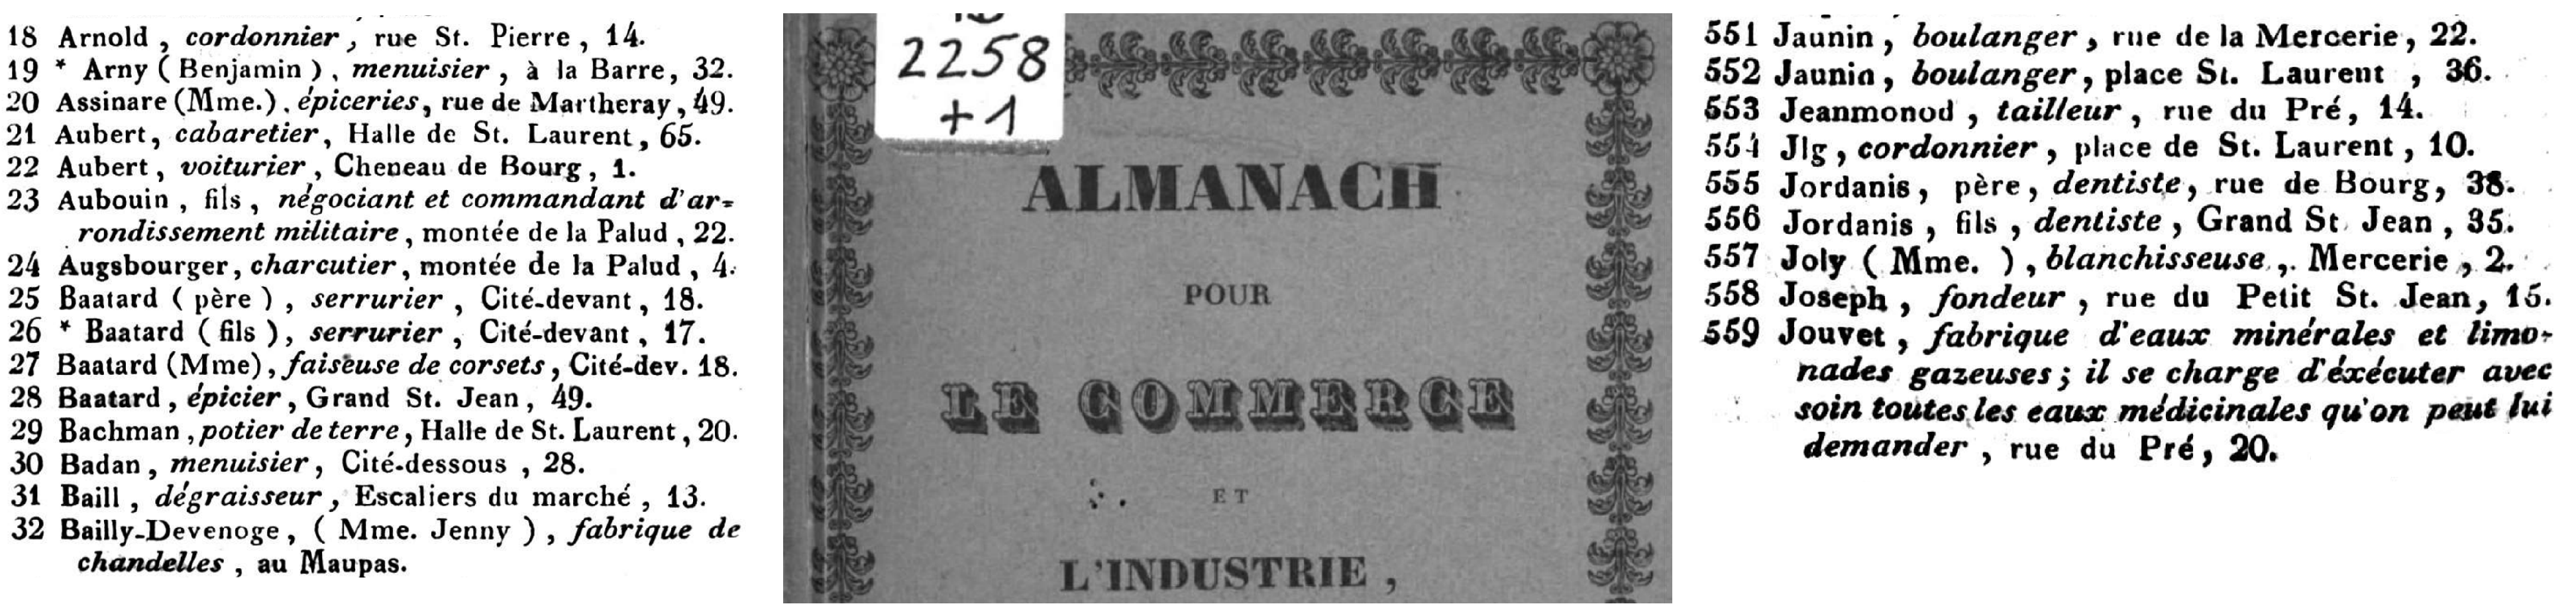 18 Arnold, cordonnier, rue St. Pierre, 14.
19 * Arny (Benjamin), menuisier, à la Barre, 32.
20 Assinare (Mme.), épiceries, rue de Martheray, 49.
21 Aubert, cabaretier, Halle de St. Laurent, 65.
22 Aubert, voiturier, Cheneau de Bourg, 1.
23 Aubouin, fils, négociant et commandant d'ar-
rondissement militaire, montée de la Palud, 22.
24 Augsbourger, charcutier, montée de la Palud, 4.
25 Baatard (père), serrurier, Cité-devant, 18.
26 * Baatard (fils), serrurier, Cité-devant, 17.
27 Baatard (Mme), faiseuse de corsets, Cité-dev. 18.
28 Baatard, épicier, Grand St. Jean, 49.
29 Bachman, potier de terre, Halle de St. Laurent, 20.
30 Badan, menuisier, Cité-dessous, 28.
31 Baill, dégraisseur, Escaliers du marché, 13.
32 Bailly-Devenoge, (Mme. Jenny), fabrique de
chandelles, au Maupas.
2258
+1
ALMANACH
POUR
LE COMMERCE
ET
L'INDUSTRIE,
551 Jaunin, boulanger, rue de la Mercerie, 22.
552 Jaunin, boulanger, place St. Laurent, 36.
553 Jeanmonod, tailleur, rue du Pré, 14.
554 Jlg, cordonnier, place de St. Laurent, 10.
555 Jordanis, père, dentiste, rue de Bourg, 38.
556 Jordanis, fils, dentiste, Grand St. Jean, 35.
557 Joly (Mme.), blanchisseuse, Mercerie, 2.
558 Joseph, fondeur, rue du Petit St. Jean, 15.
559 Jouvet, fabrique d'eaux minérales et limo-
nades gazeuses; il se charge d'éxécuter avec
soin toutes les eaux médicinales qu'on peut lui
demander, rue du Pré, 20.